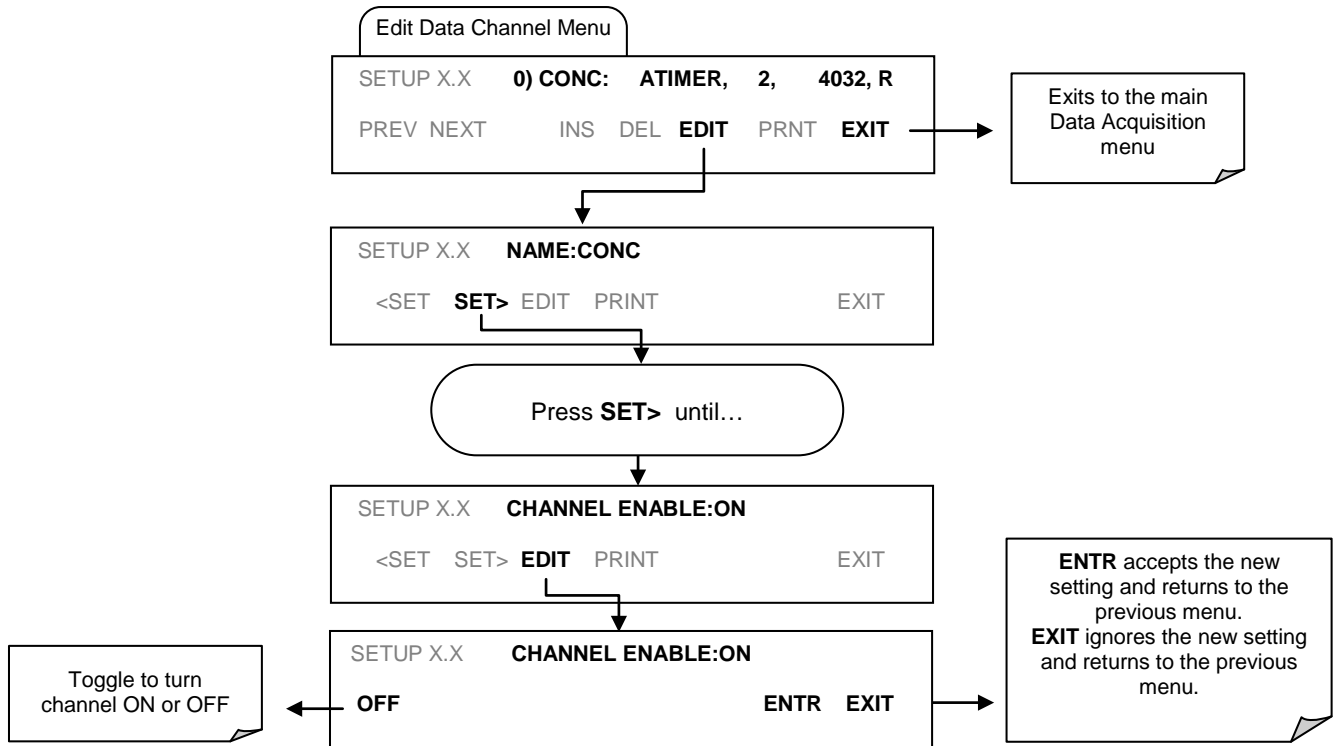 Edit Data Channel Menu
SETUP X.X 0) CONC: ATIMER, 2, 4032, R
PREV NEXT INS DEL EDIT PRNT EXIT
Exits to the main
Data Acquisition
menu
SETUP X.X NAME:CONC
<SET SET> EDIT PRINT EXIT
Press SET> until…
SETUP X.X CHANNEL ENABLE:ON
<SET SET> EDIT PRINT EXIT
SETUP X.X CHANNEL ENABLE:ON
OFF ENTR EXIT
Toggle to turn
channel ON or OFF
ENTR accepts the new
setting and returns to the
previous menu.
EXIT ignores the new setting
and returns to the previous
menu.